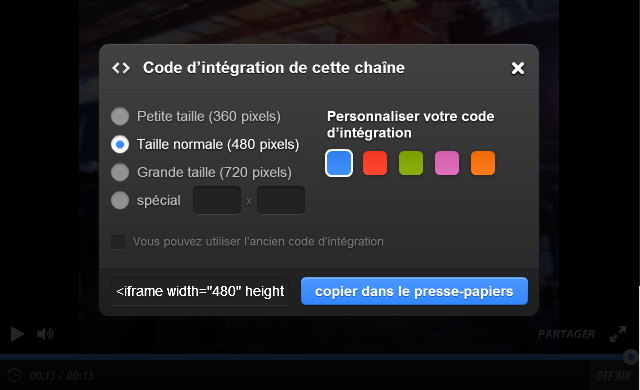 Code d'intégration de cette chaîne
Petite taille (360 pixels)
Taille normale (480 pixels)
Grande taille (720 pixels)
spécial x
Personnaliser votre code
d'intégration
Vous pouvez utiliser l'ancien code d'intégration
<iframe width="480" height
copier dans le presse-papiers
PARTAGER
00:13 / 00:13
OFF AIR